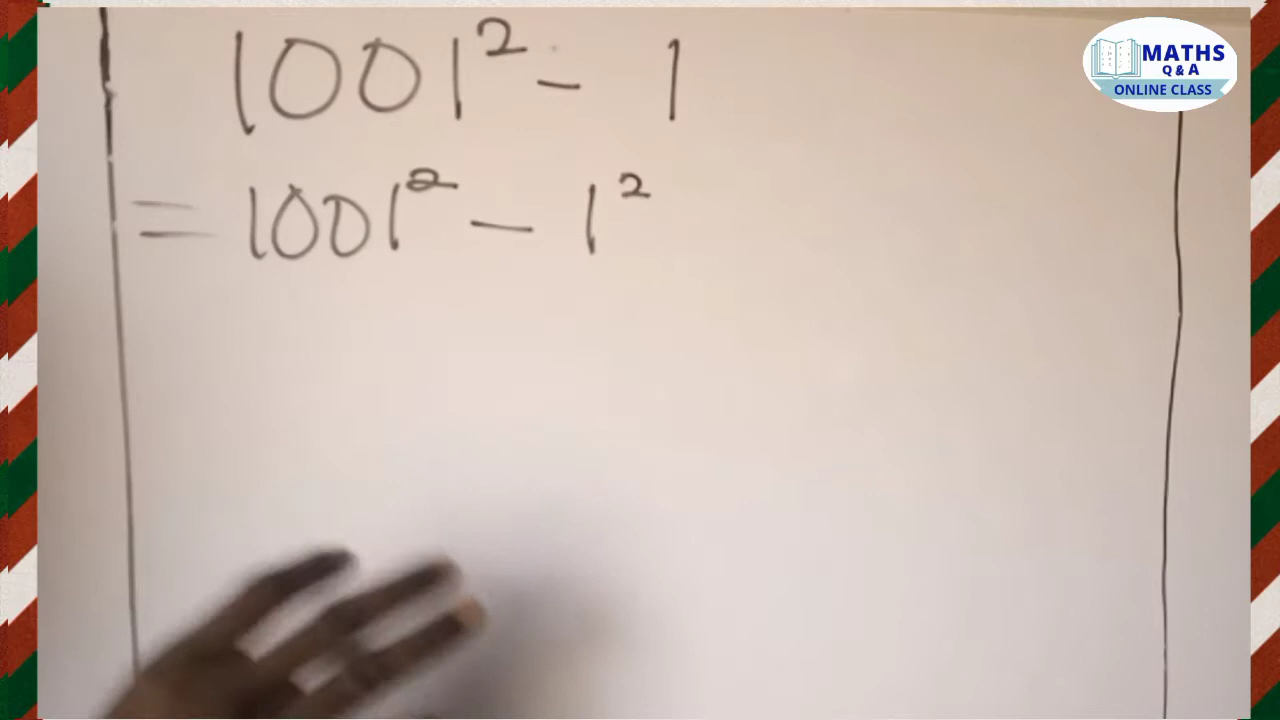 1001² - 1
= 1001² - 1²
MATHS
Q & A
ONLINE CLASS